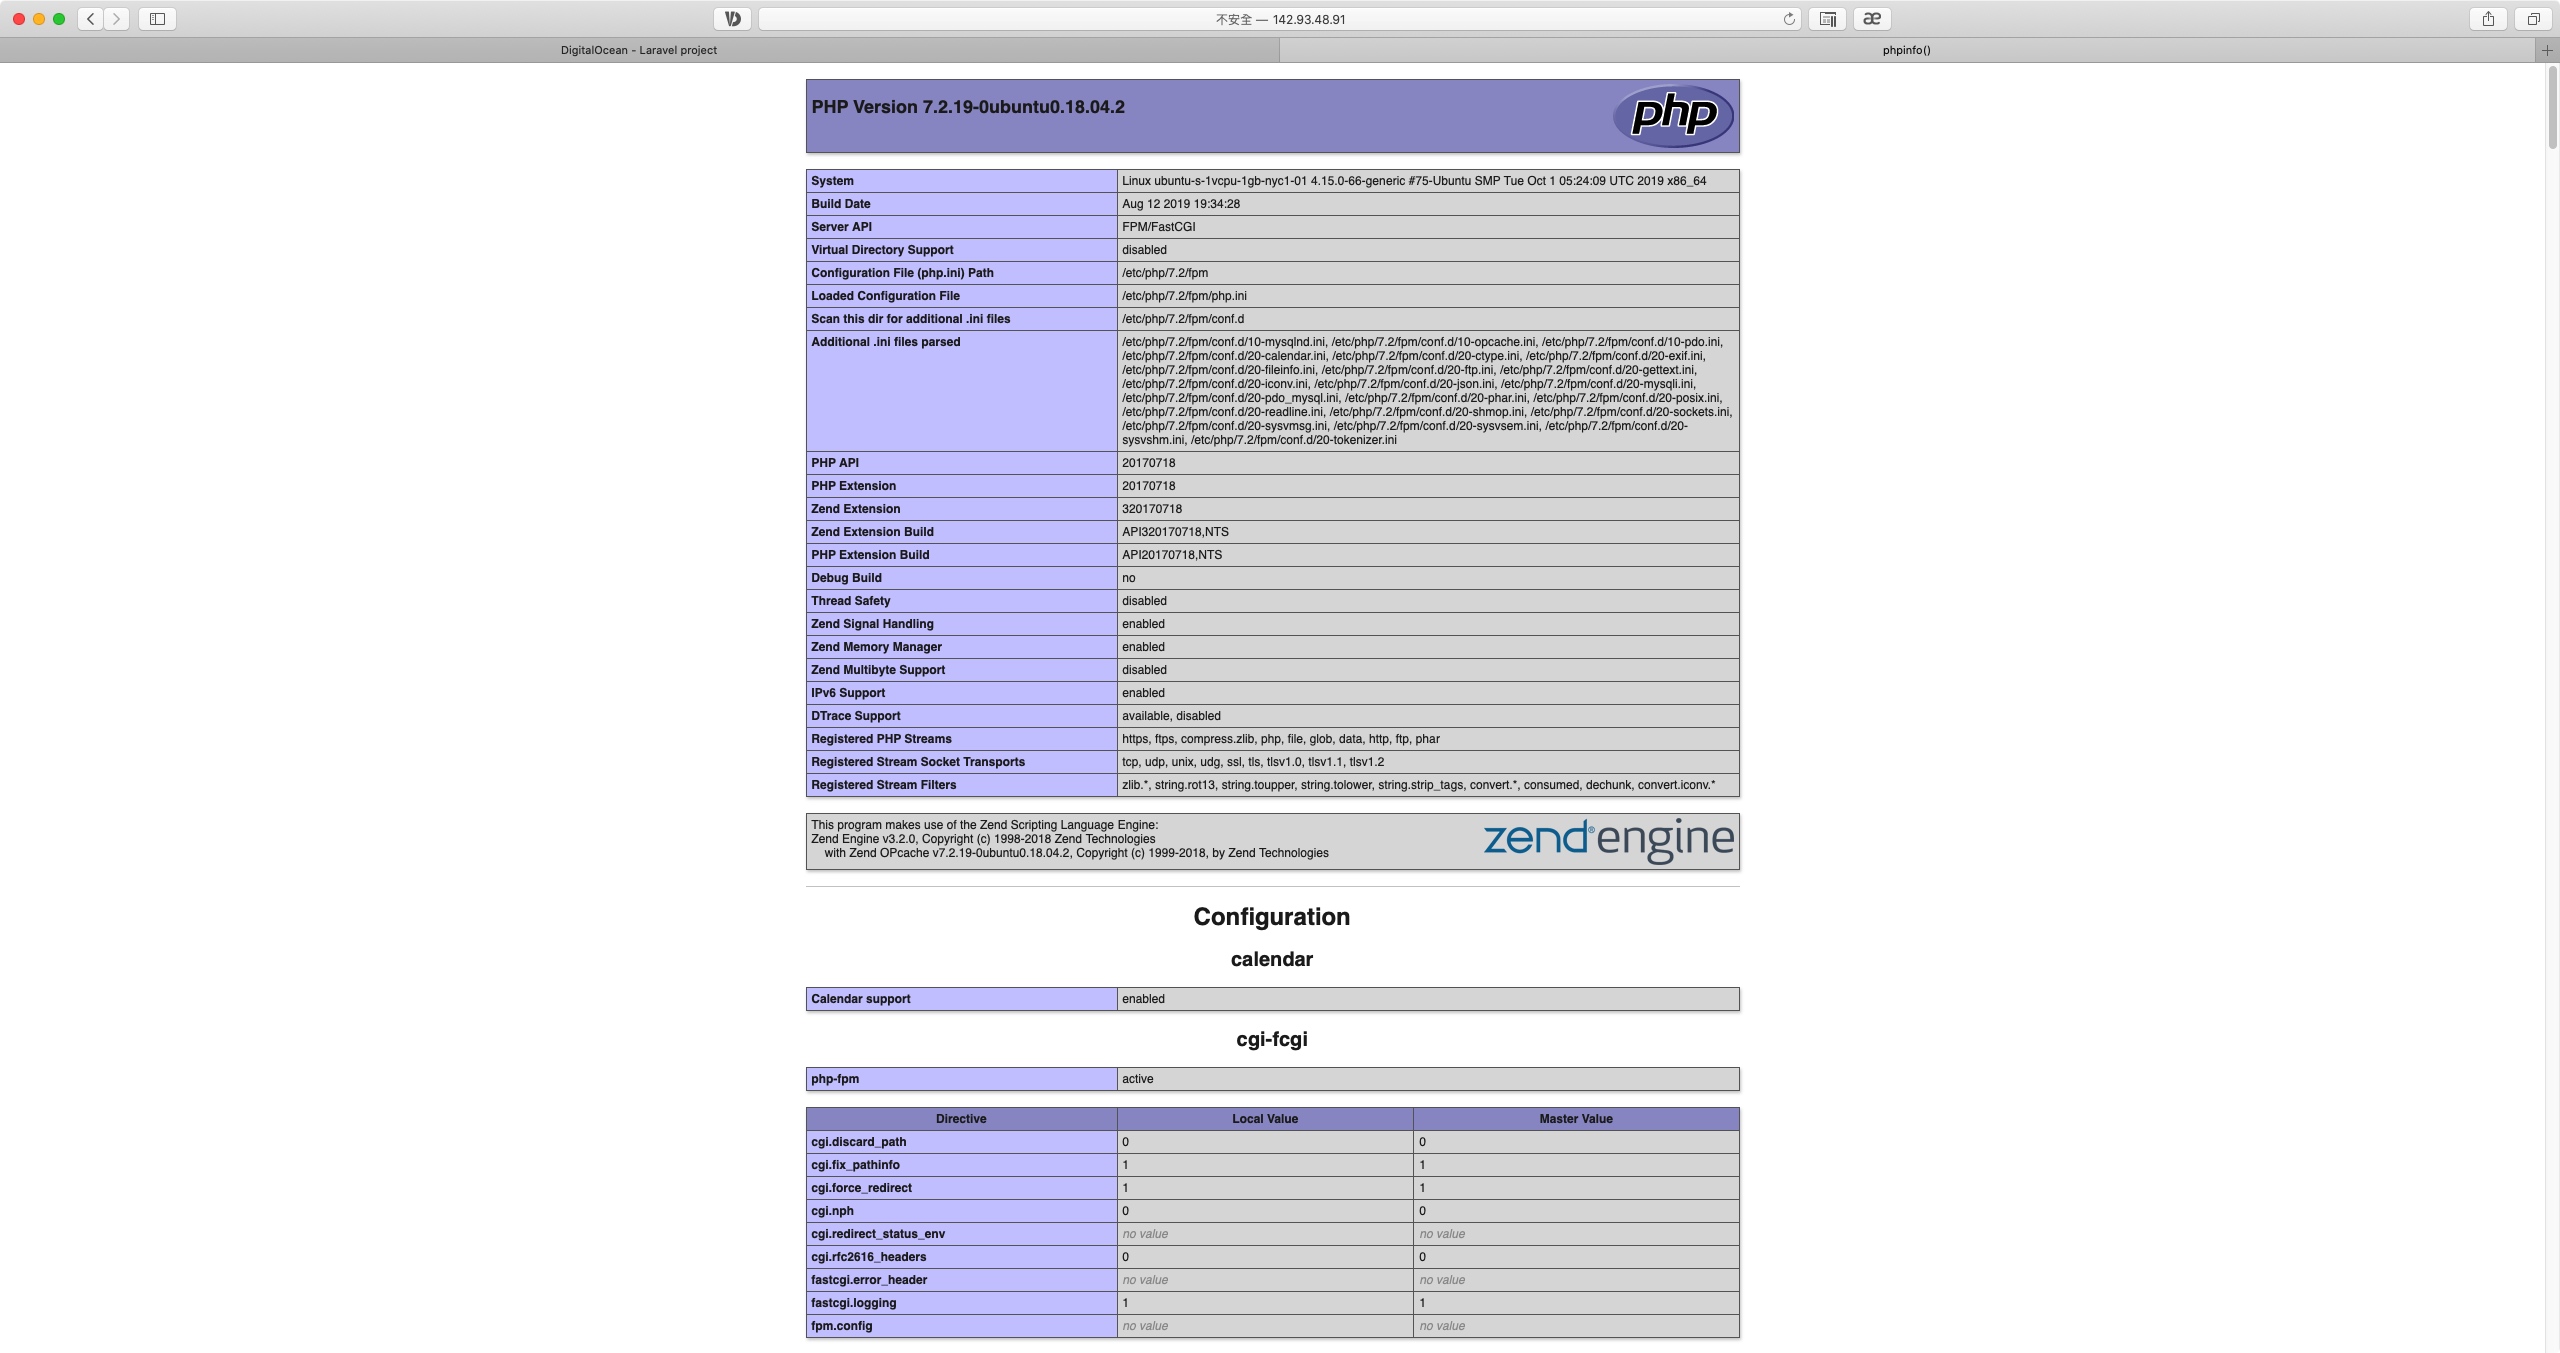 不安全 — 142.93.48.91
DigitalOcean - Laravel project
phpinfo()
PHP Version 7.2.19-0ubuntu0.18.04.2
php
System Linux ubuntu-s-1vcpu-1gb-nyc1-01 4.15.0-66-generic #75-Ubuntu SMP Tue Oct 1 05:24:09 UTC 2019 x86_64
Build Date Aug 12 2019 19:34:28
Server API FPM/FastCGI
Virtual Directory Support disabled
Configuration File (php.ini) Path /etc/php/7.2/fpm
Loaded Configuration File /etc/php/7.2/fpm/php.ini
Scan this dir for additional .ini files /etc/php/7.2/fpm/conf.d
Additional .ini files parsed /etc/php/7.2/fpm/conf.d/10-mysqlnd.ini, /etc/php/7.2/fpm/conf.d/10-opcache.ini, /etc/php/7.2/fpm/conf.d/10-pdo.ini,
/etc/php/7.2/fpm/conf.d/20-calendar.ini, /etc/php/7.2/fpm/conf.d/20-ctype.ini, /etc/php/7.2/fpm/conf.d/20-exif.ini,
/etc/php/7.2/fpm/conf.d/20-fileinfo.ini, /etc/php/7.2/fpm/conf.d/20-ftp.ini, /etc/php/7.2/fpm/conf.d/20-gettext.ini,
/etc/php/7.2/fpm/conf.d/20-iconv.ini, /etc/php/7.2/fpm/conf.d/20-json.ini, /etc/php/7.2/fpm/conf.d/20-mysqli.ini,
/etc/php/7.2/fpm/conf.d/20-pdo_mysql.ini, /etc/php/7.2/fpm/conf.d/20-phar.ini, /etc/php/7.2/fpm/conf.d/20-posix.ini,
/etc/php/7.2/fpm/conf.d/20-readline.ini, /etc/php/7.2/fpm/conf.d/20-shmop.ini, /etc/php/7.2/fpm/conf.d/20-sockets.ini,
/etc/php/7.2/fpm/conf.d/20-sysvmsg.ini, /etc/php/7.2/fpm/conf.d/20-sysvsem.ini, /etc/php/7.2/fpm/conf.d/20-
sysvshm.ini, /etc/php/7.2/fpm/conf.d/20-tokenizer.ini
PHP API 20170718
PHP Extension 20170718
Zend Extension 320170718
Zend Extension Build API320170718,NTS
PHP Extension Build API20170718,NTS
Debug Build no
Thread Safety disabled
Zend Signal Handling enabled
Zend Memory Manager enabled
Zend Multibyte Support disabled
IPv6 Support enabled
DTrace Support available, disabled
Registered PHP Streams https, ftps, compress.zlib, php, file, glob, data, http, ftp, phar
Registered Stream Socket Transports tcp, udp, unix, udg, ssl, tls, tlsv1.0, tlsv1.1, tlsv1.2
Registered Stream Filters zlib.*, string.rot13, string.toupper, string.tolower, string.strip_tags, convert.*, consumed, dechunk, convert.iconv.*
This program makes use of the Zend Scripting Language Engine:
Zend Engine v3.2.0, Copyright (c) 1998-2018 Zend Technologies
with Zend OPcache v7.2.19-0ubuntu0.18.04.2, Copyright (c) 1999-2018, by Zend Technologies
zend® engine
Configuration
calendar
Calendar support enabled
cgi-fcgi
php-fpm active
Directive Local Value Master Value
cgi.discard_path 0 0
cgi.fix_pathinfo 1 1
cgi.force_redirect 1 1
cgi.nph 0 0
cgi.redirect_status_env no value no value
cgi.rfc2616_headers 0 0
fastcgi.error_header no value no value
fastcgi.logging 1 1
fpm.config no value no value